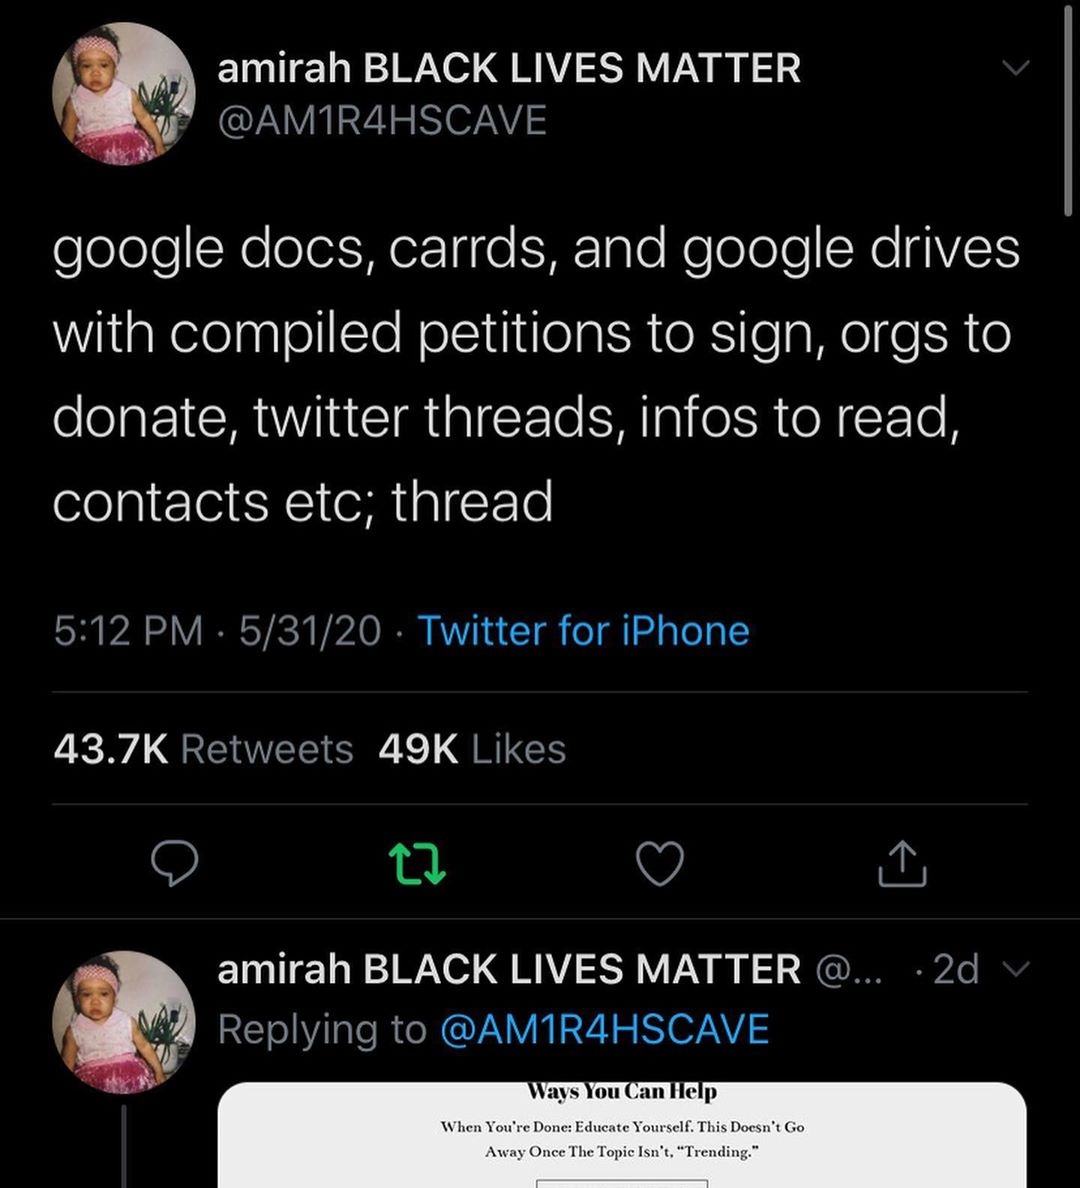 amirah BLACK LIVES MATTER
@AM1R4HSCAVE
google docs, carrds, and google drives
with compiled petitions to sign, orgs to
donate, twitter threads, infos to read,
contacts etc; thread
5:12 PM · 5/31/20 · Twitter for iPhone
43.7K Retweets 49K Likes
amirah BLACK LIVES MATTER @... · 2d
Replying to @AM1R4HSCAVE
Ways You Can Help
When You're Done: Educate Yourself. This Doesn't Go
Away Once The Topic Isn't, “Trending.”